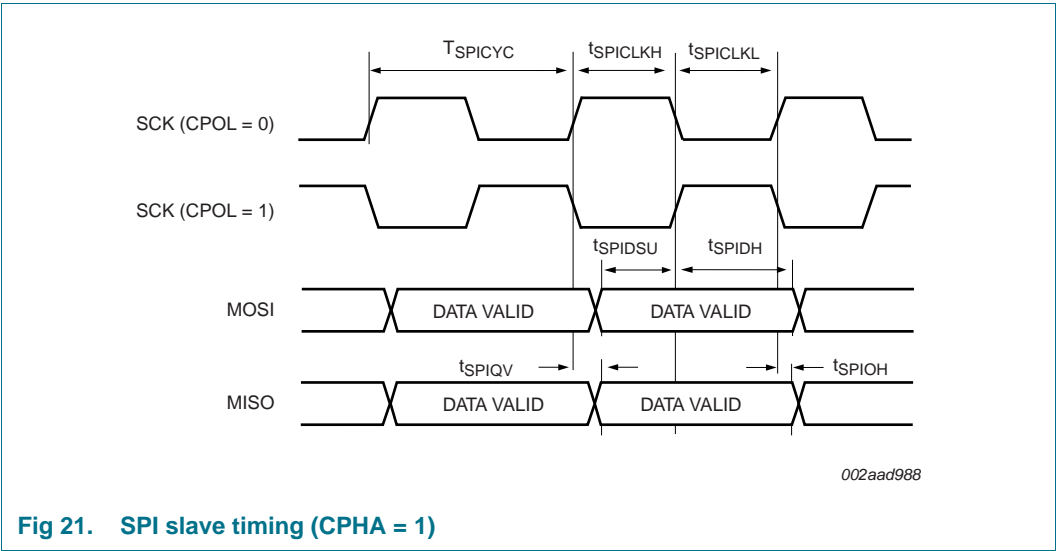 TSPICYC tSPICLKH tSPICLKL
SCK (CPOL = 0)
SCK (CPOL = 1)
tSPIDSU tSPIDH
MOSI DATA VALID DATA VALID
tSPIQV tSPIOH
MISO DATA VALID DATA VALID
002aad988
Fig 21. SPI slave timing (CPHA = 1)